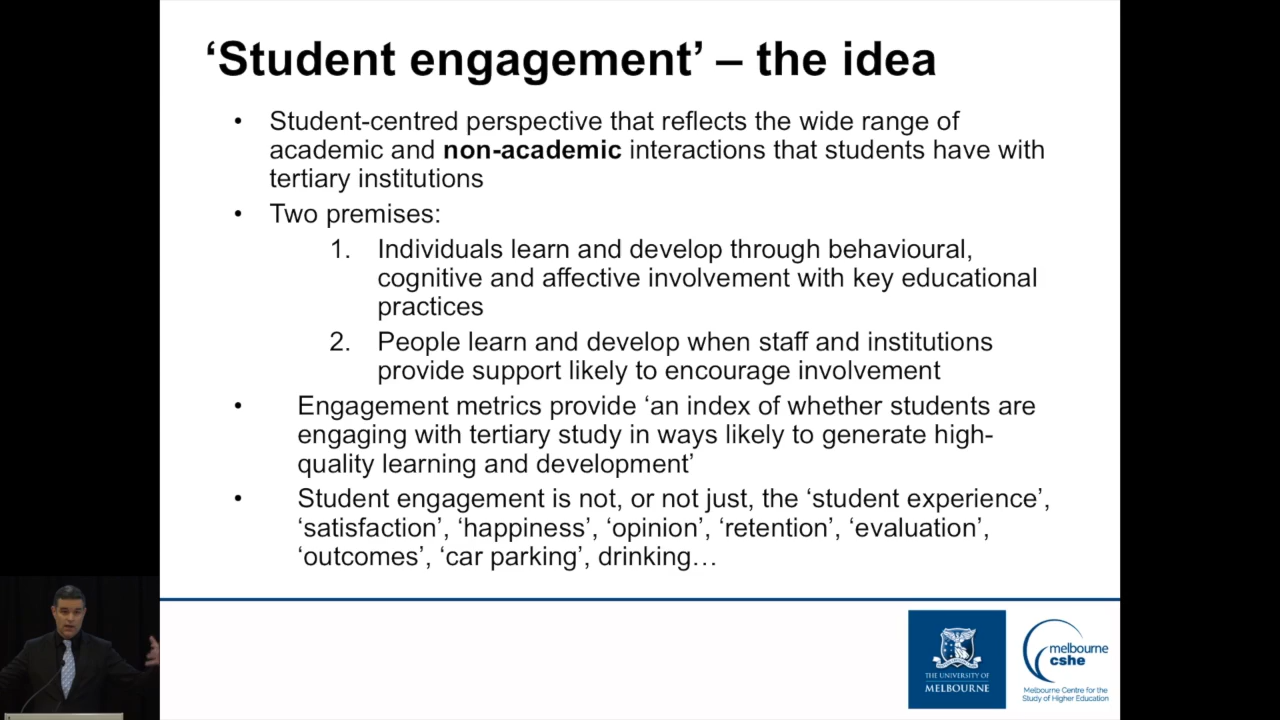 ‘Student engagement’ – the idea
• Student-centred perspective that reflects the wide range of
academic and non-academic interactions that students have with
tertiary institutions
• Two premises:
1. Individuals learn and develop through behavioural,
cognitive and affective involvement with key educational
practices
2. People learn and develop when staff and institutions
provide support likely to encourage involvement
• Engagement metrics provide ‘an index of whether students are
engaging with tertiary study in ways likely to generate high-
quality learning and development’
• Student engagement is not, or not just, the ‘student experience’,
‘satisfaction’, ‘happiness’, ‘opinion’, ‘retention’, ‘evaluation’,
‘outcomes’, ‘car parking’, drinking…
THE UNIVERSITY OF
MELBOURNE
melbourne
cshe
Melbourne Centre for the
Study of Higher Education